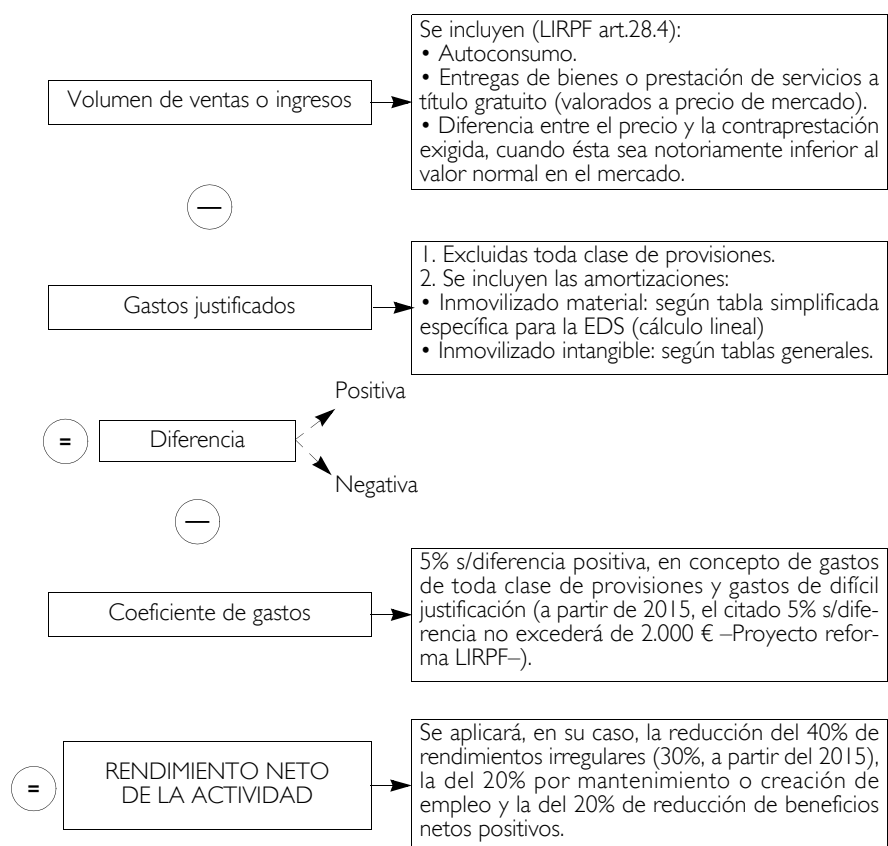 Volumen de ventas o ingresos
Se incluyen (LIRPF art.28.4):
• Autoconsumo.
• Entregas de bienes o prestación de servicios a
título gratuito (valorados a precio de mercado).
• Diferencia entre el precio y la contraprestación
exigida, cuando ésta sea notoriamente inferior al
valor normal en el mercado.
—
Gastos justificados
1. Excluidas toda clase de provisiones.
2. Se incluyen las amortizaciones:
• Inmovilizado material: según tabla simplificada
específica para la EDS (cálculo lineal)
• Inmovilizado intangible: según tablas generales.
=
Diferencia
Positiva
Negativa
—
Coeficiente de gastos
5% s/diferencia positiva, en concepto de gastos
de toda clase de provisiones y gastos de difícil
justificación (a partir de 2015, el citado 5% s/dife-
rencia no excederá de 2.000 € –Proyecto refor-
ma LIRPF–).
=
RENDIMIENTO NETO
DE LA ACTIVIDAD
Se aplicará, en su caso, la reducción del 40% de
rendimientos irregulares (30%, a partir del 2015),
la del 20% por mantenimiento o creación de
empleo y la del 20% de reducción de beneficios
netos positivos.